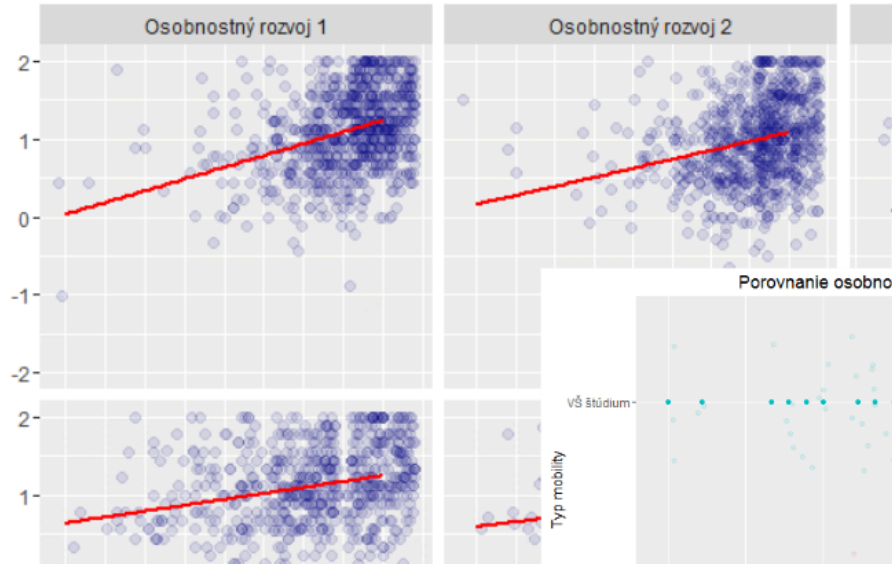 Osobnostný rozvoj 1
Osobnostný rozvoj 2
2
1
0
-1
-2
2
1
Porovnanie osobno
VŠ štúdium
Typ mobility